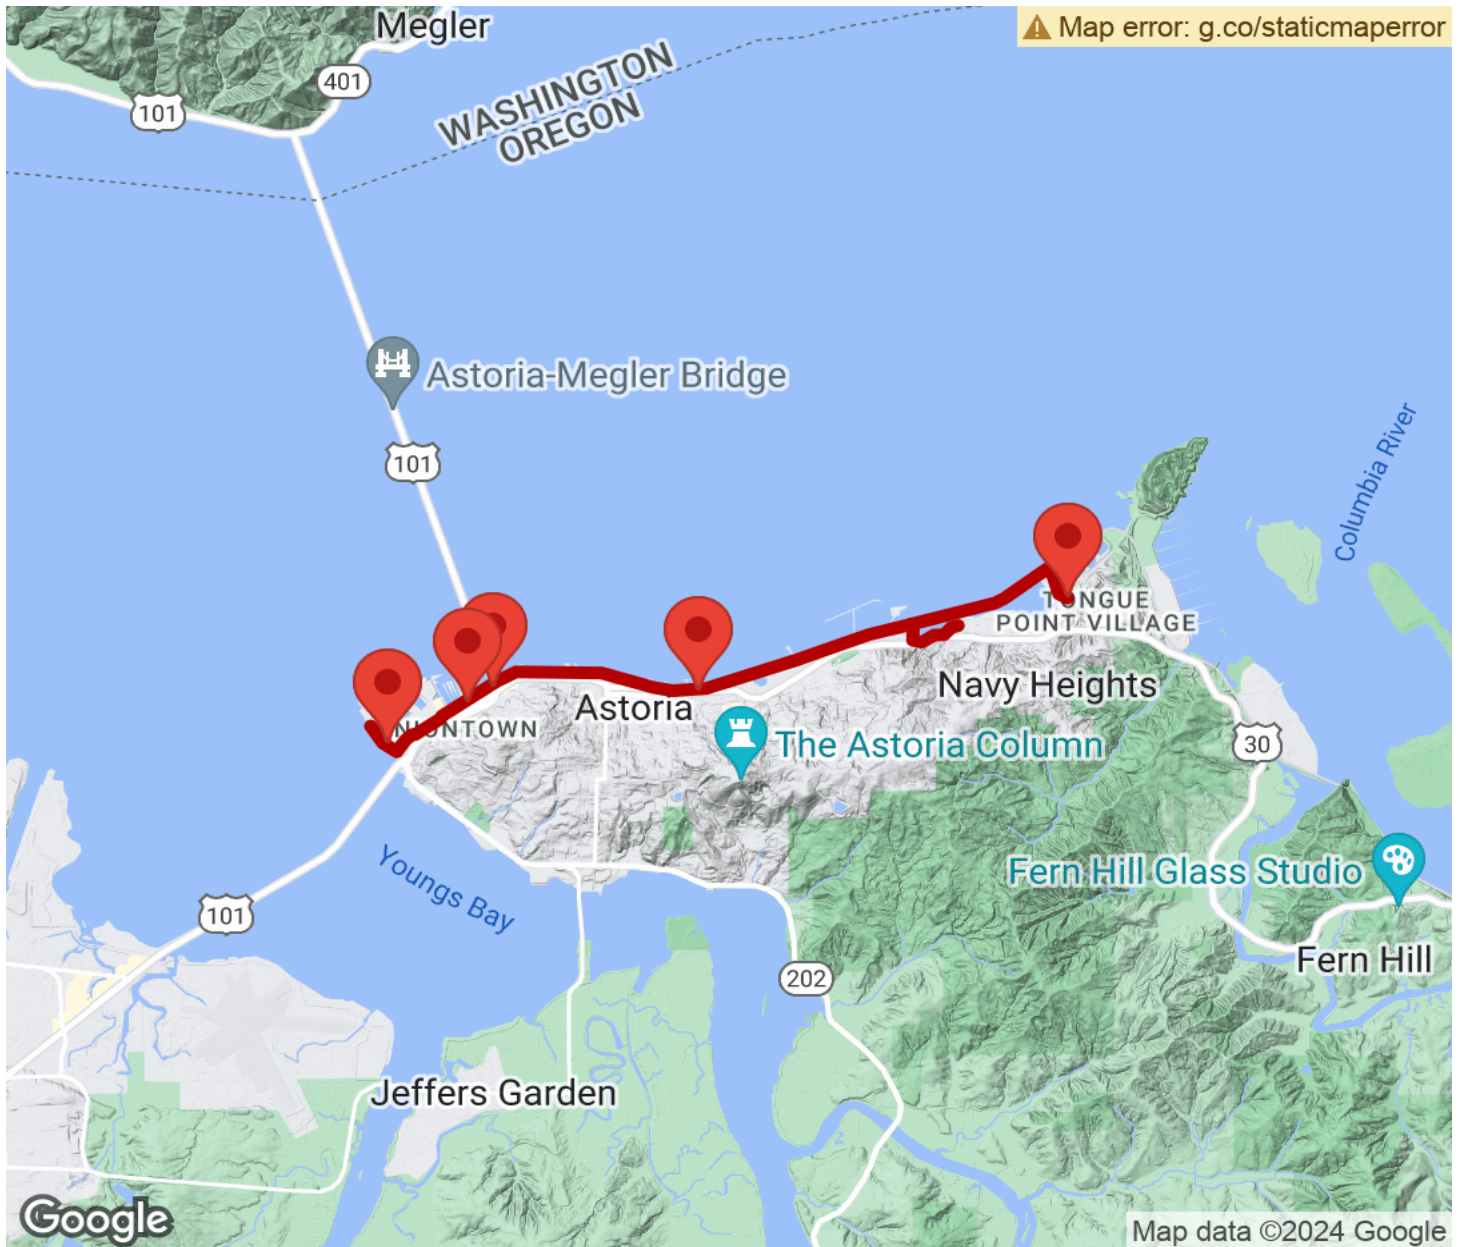 Megler
Map error: g.co/staticmaperror
401
101
WASHINGTON
OREGON
Astoria-Megler Bridge
101
Columbia River
TONGUE
POINT VILLAGE
Navy Heights
Astoria
NIONTOWN
The Astoria Column
30
Fern Hill Glass Studio
Youngs Bay
101
Fern Hill
202
Jeffers Garden
Google
Map data ©2024 Google